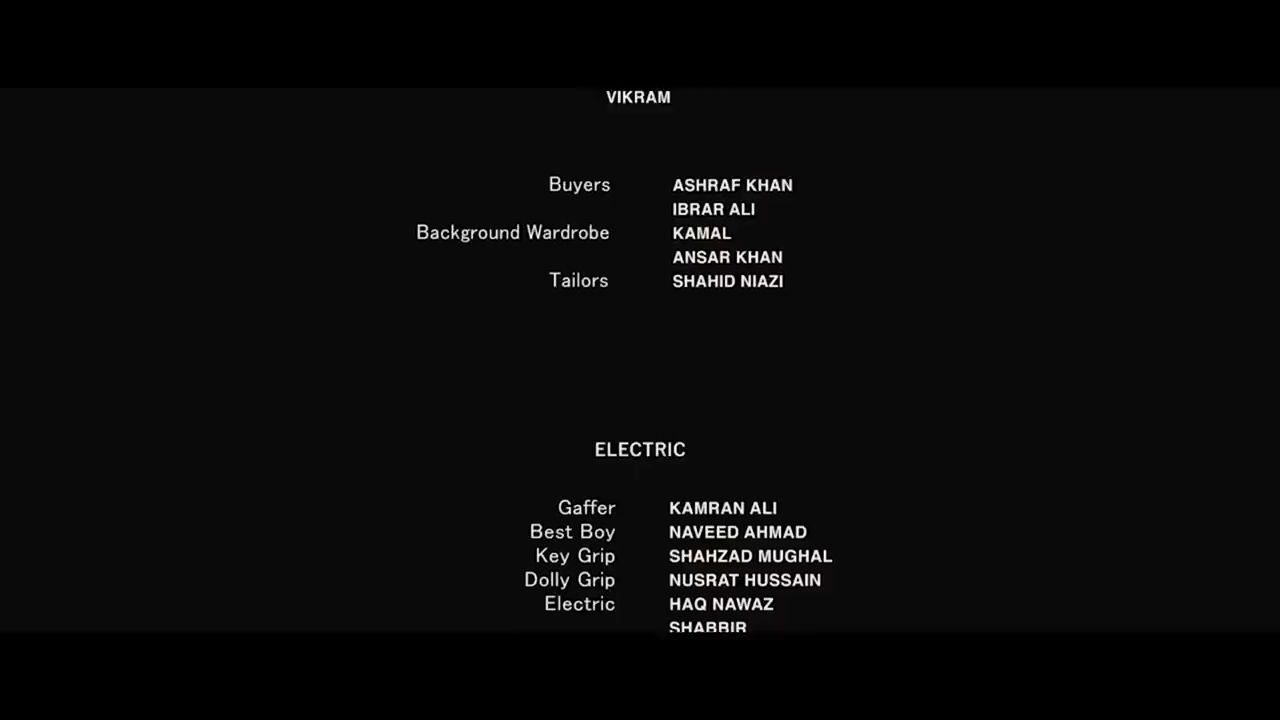 VIKRAM
Buyers ASHRAF KHAN
IBRAR ALI
Background Wardrobe KAMAL
ANSAR KHAN
Tailors SHAHID NIAZI
ELECTRIC
Gaffer KAMRAN ALI
Best Boy NAVEED AHMAD
Key Grip SHAHZAD MUGHAL
Dolly Grip NUSRAT HUSSAIN
Electric HAQ NAWAZ
SHABBIR